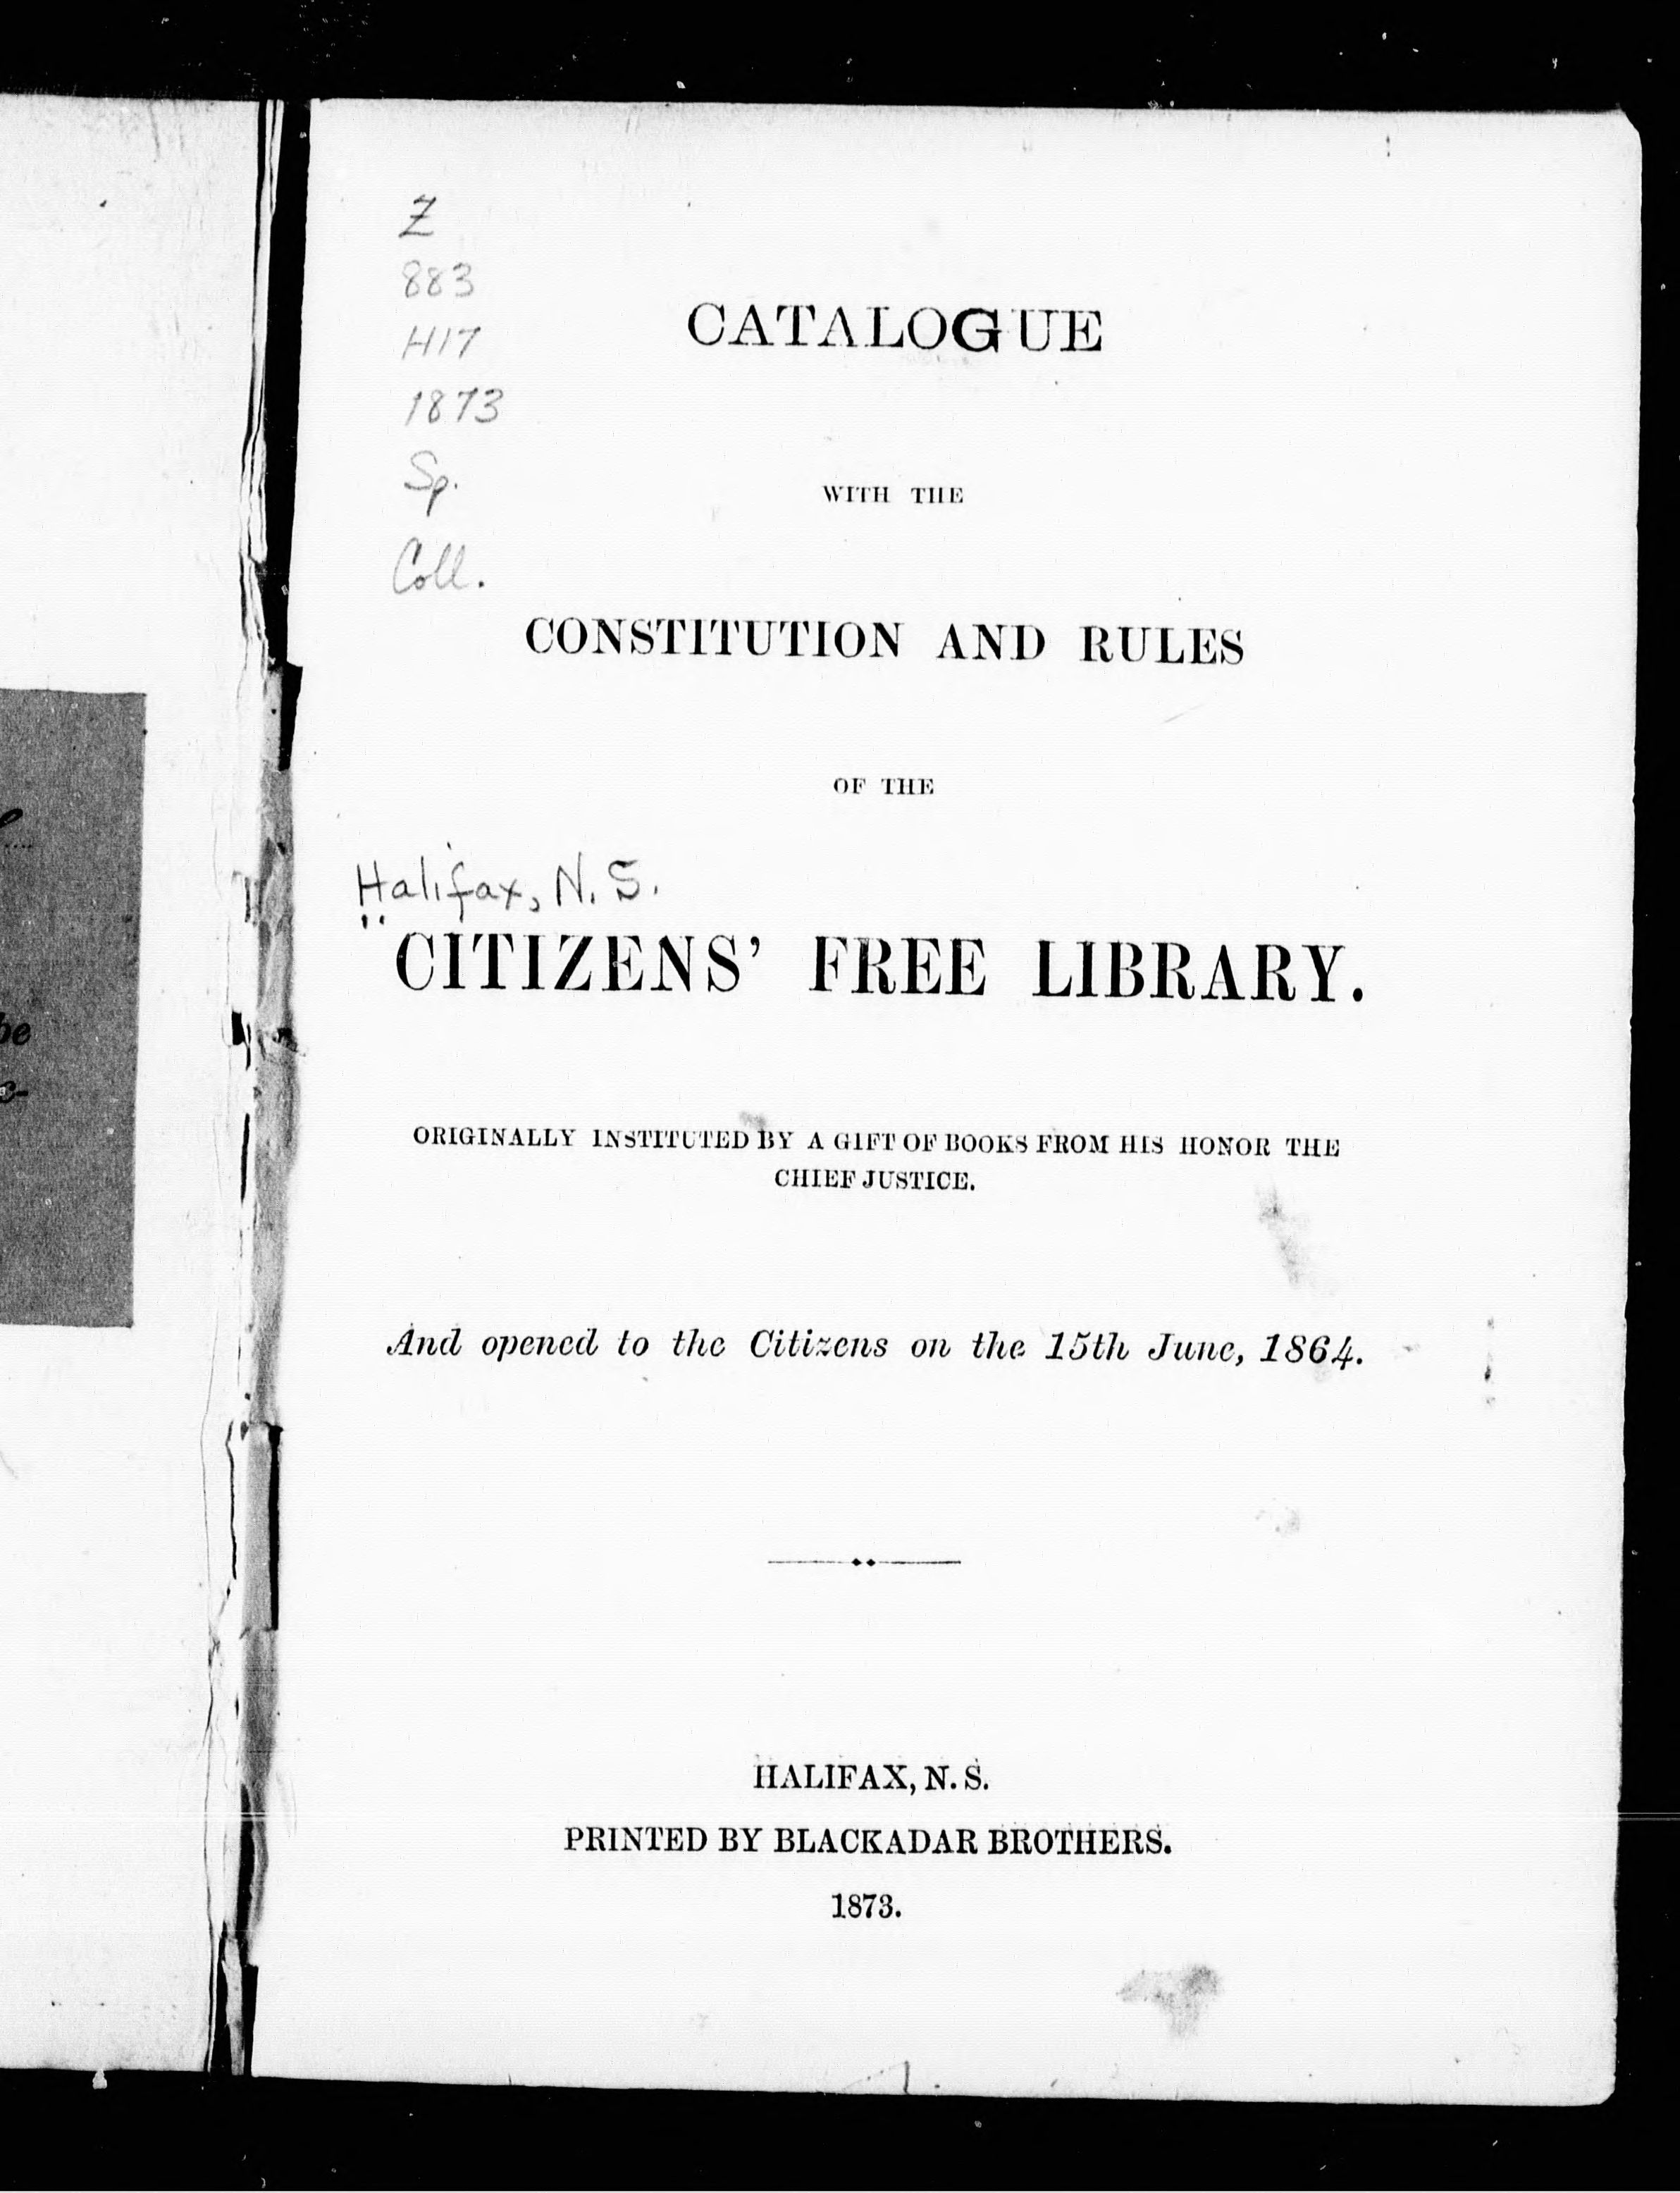 Z
883
H17
1873
Sp.
Coll.
CATALOGUE
WITH THE
CONSTITUTION AND RULES
OF THE
Halifax, N. S.
CITIZENS' FREE LIBRARY.
ORIGINALLY INSTITUTED BY A GIFT OF BOOKS FROM HIS HONOR THE
CHIEF JUSTICE.
And opened to the Citizens on the 15th June, 1864.
HALIFAX, N. S.
PRINTED BY BLACKADAR BROTHERS.
1873.